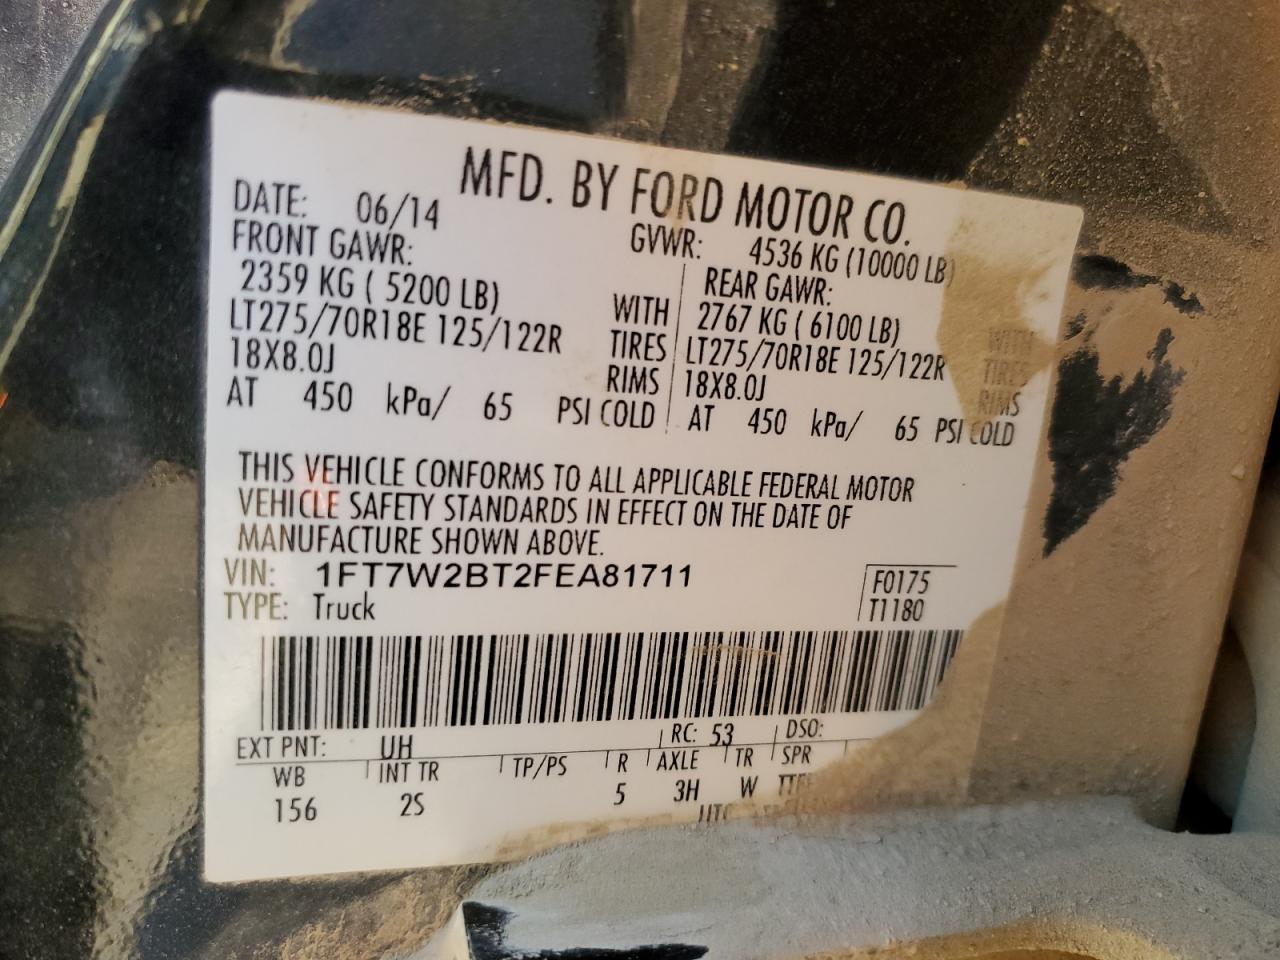 MFD. BY FORD MOTOR CO.
DATE: 06/14 GVWR: 4536 KG (10000 LB)
FRONT GAWR: REAR GAWR:
2359 KG ( 5200 LB) WITH 2767 KG ( 6100 LB) WITH
LT275/70R18E 125/122R TIRES LT275/70R18E 125/122R TIRES
18X8.0J RIMS 18X8.0J RIMS
AT 450 kPa/ 65 PSI COLD AT 450 kPa/ 65 PSI COLD
THIS VEHICLE CONFORMS TO ALL APPLICABLE FEDERAL MOTOR
VEHICLE SAFETY STANDARDS IN EFFECT ON THE DATE OF
MANUFACTURE SHOWN ABOVE.
VIN: 1FT7W2BT2FEA81711 F0175
TYPE: Truck T1180
EXT PNT: UH RC: 53 DSO:
WB INT TR TP/PS R AXLE TR SPR
156 2S 5 3H W